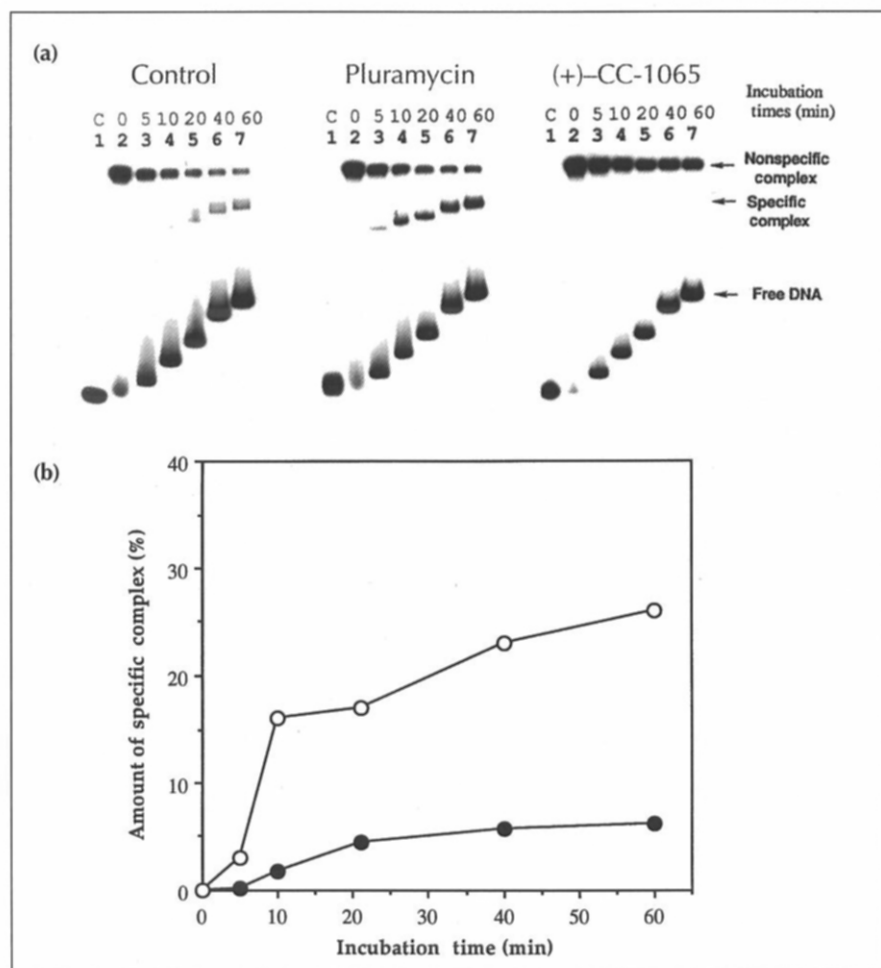 (a)
Control Pluramycin (+)–CC-1065
Incubation
times (min)
C 0 5 10 20 40 60 C 0 5 10 20 40 60 C 0 5 10 20 40 60
1 2 3 4 5 6 7 1 2 3 4 5 6 7 1 2 3 4 5 6 7
Nonspecific
complex
Specific
complex
Free DNA
(b)
40
30
20
10
0
Amount of specific complex (%)
0 10 20 30 40 50 60
Incubation time (min)